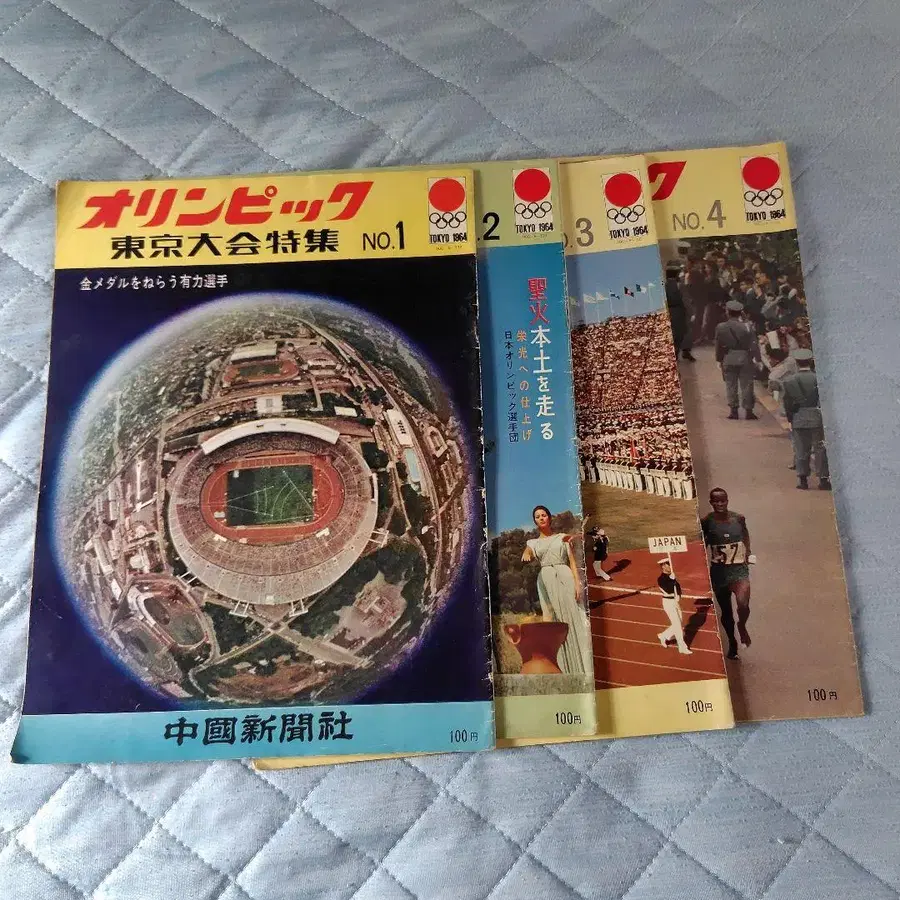 オリンピック
東京大会特集 NO.1
TOKYO 1964
金メダルをねらう有力選手
中國新聞社
100円
.2
TOKYO 1964
聖火本土を走る
栄光への仕上げ
日本オリンピック選手団
100円
.3
TOKYO 1964
JAPAN
100円
ク
NO.4
TOKYO 1964
57
100円